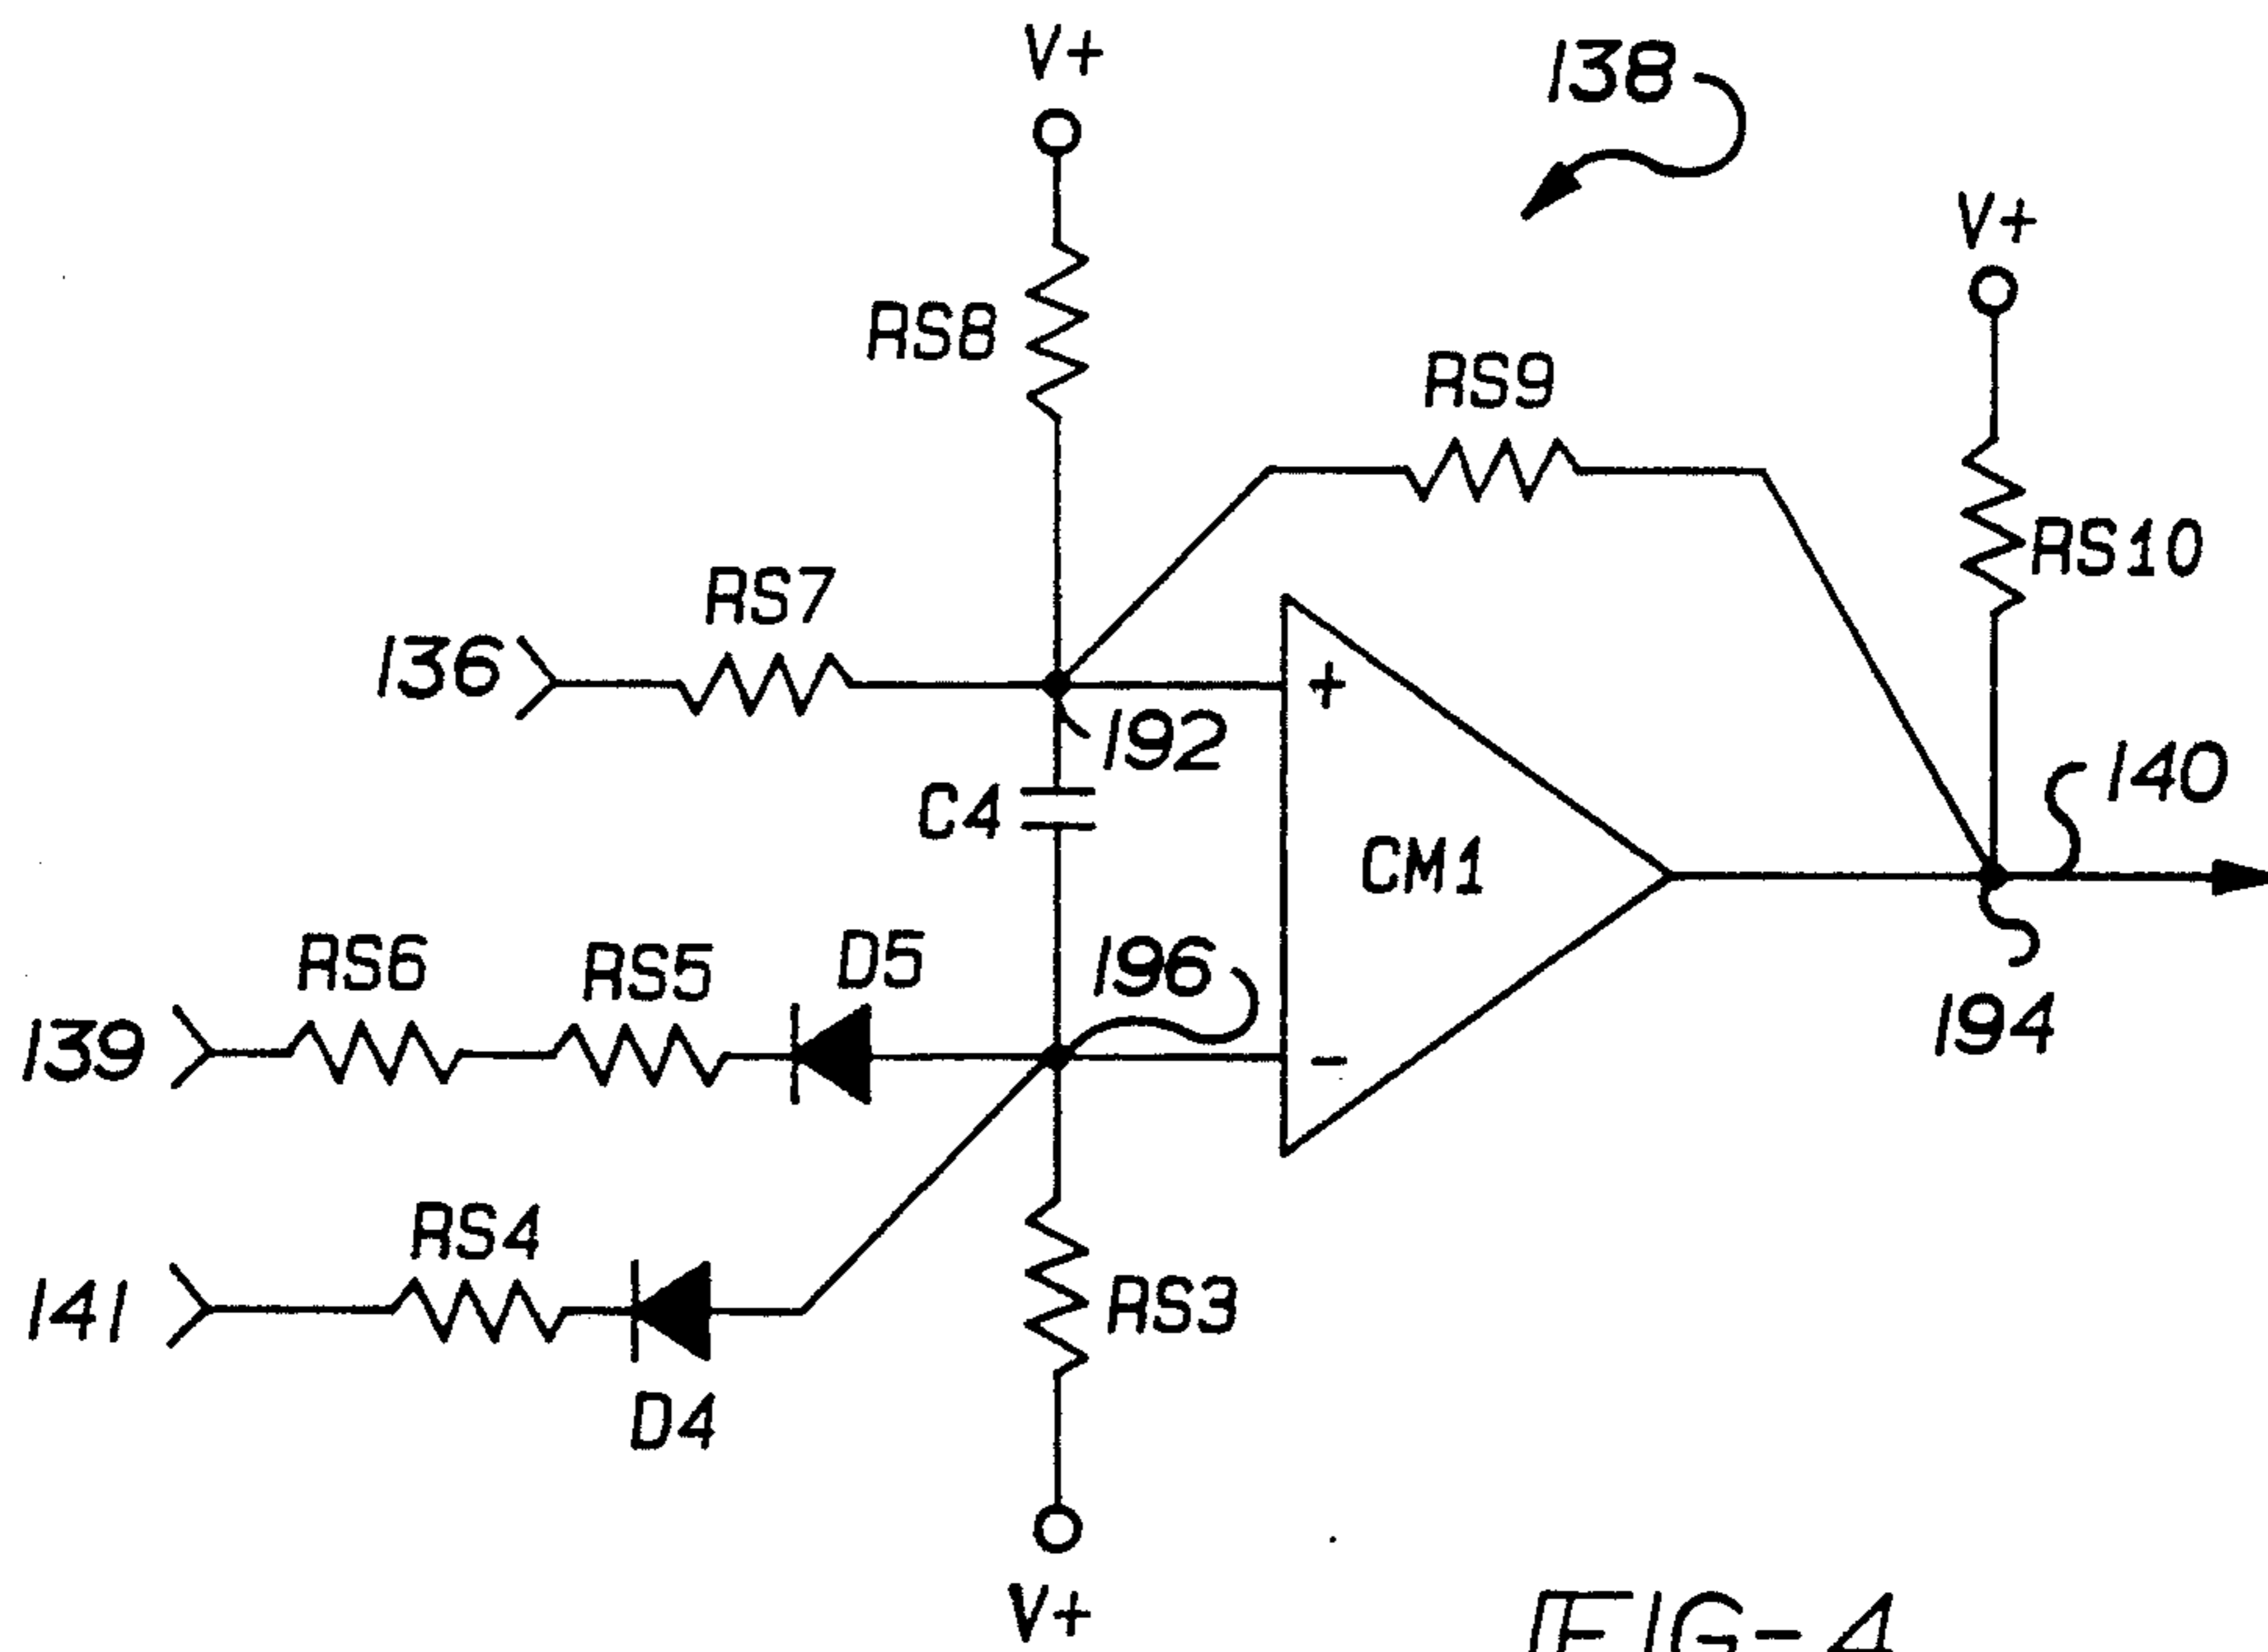 V+
138
V+
RS8
RS9
RS10
RS7
136
+
192
140
C4
CM1
RS6
RS5
D5
196
139
-
194
RS4
141
RS3
D4
V+
FIG-4